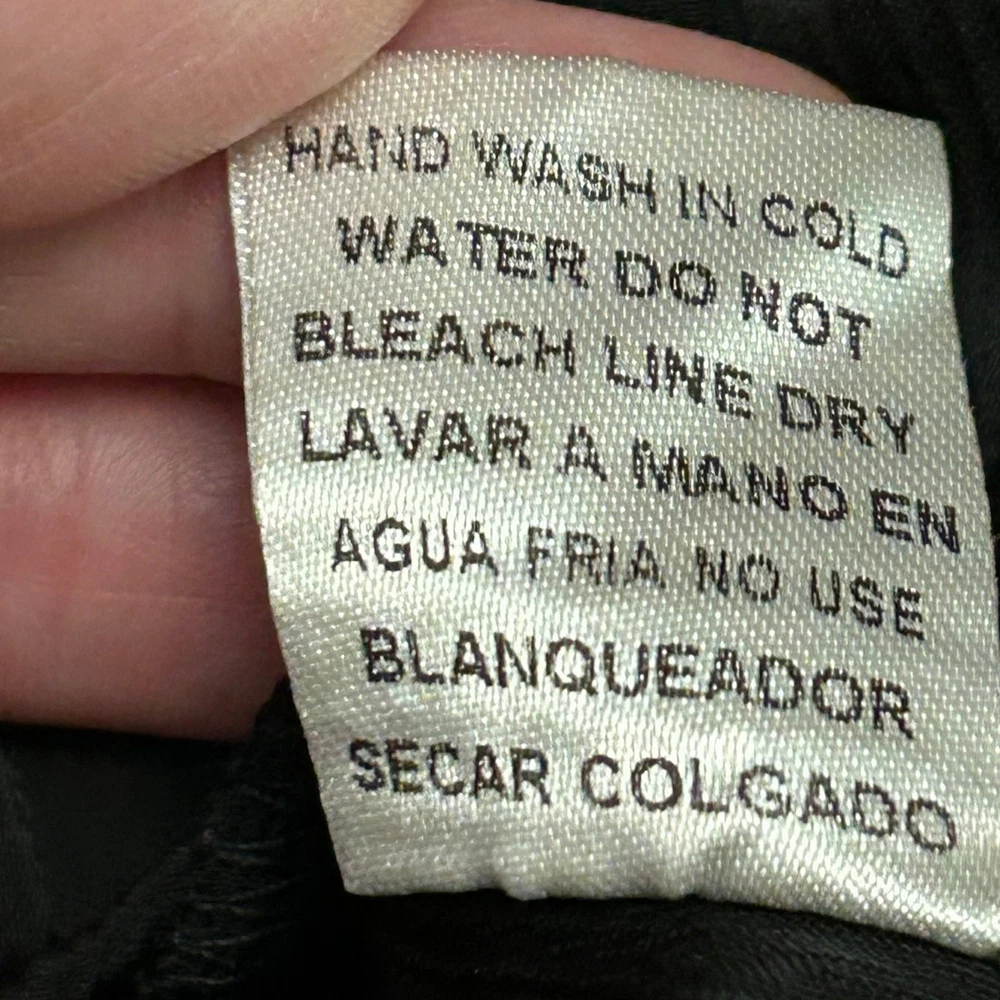 HAND WASH IN COLD
WATER DO NOT
BLEACH LINE DRY
LAVAR A MANO EN
AGUA FRIA NO USE
BLANQUEADOR
SECAR COLGADO